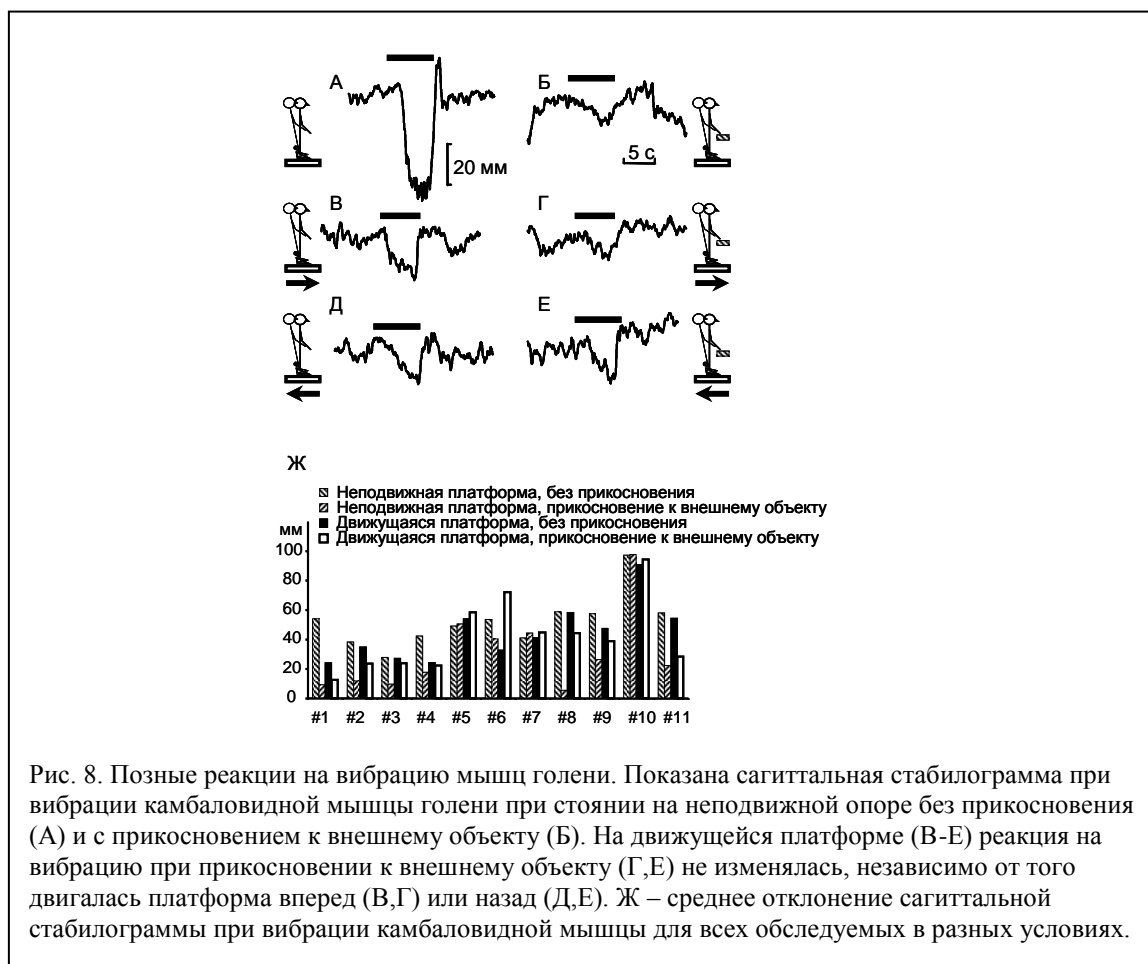 А
Б
20 мм
5 с
В
Г
Д
Е
Ж
Неподвижная платформа, без прикосновения
Неподвижная платформа, прикосновение к внешнему объекту
Движущаяся платформа, без прикосновения
Движущаяся платформа, прикосновение к внешнему объекту
мм
100
80
60
40
20
0
#1 #2 #3 #4 #5 #6 #7 #8 #9 #10 #11
Рис. 8. Позные реакции на вибрацию мышц голени. Показана сагиттальная стабилограмма при
вибрации камбаловидной мышцы голени при стоянии на неподвижной опоре без прикосновения
(А) и с прикосновением к внешнему объекту (Б). На движущейся платформе (В-Е) реакция на
вибрацию при прикосновении к внешнему объекту (Г,Е) не изменялась, независимо от того
двигалась платформа вперед (В,Г) или назад (Д,Е). Ж – среднее отклонение сагиттальной
стабилограммы при вибрации камбаловидной мышцы для всех обследуемых в разных условиях.